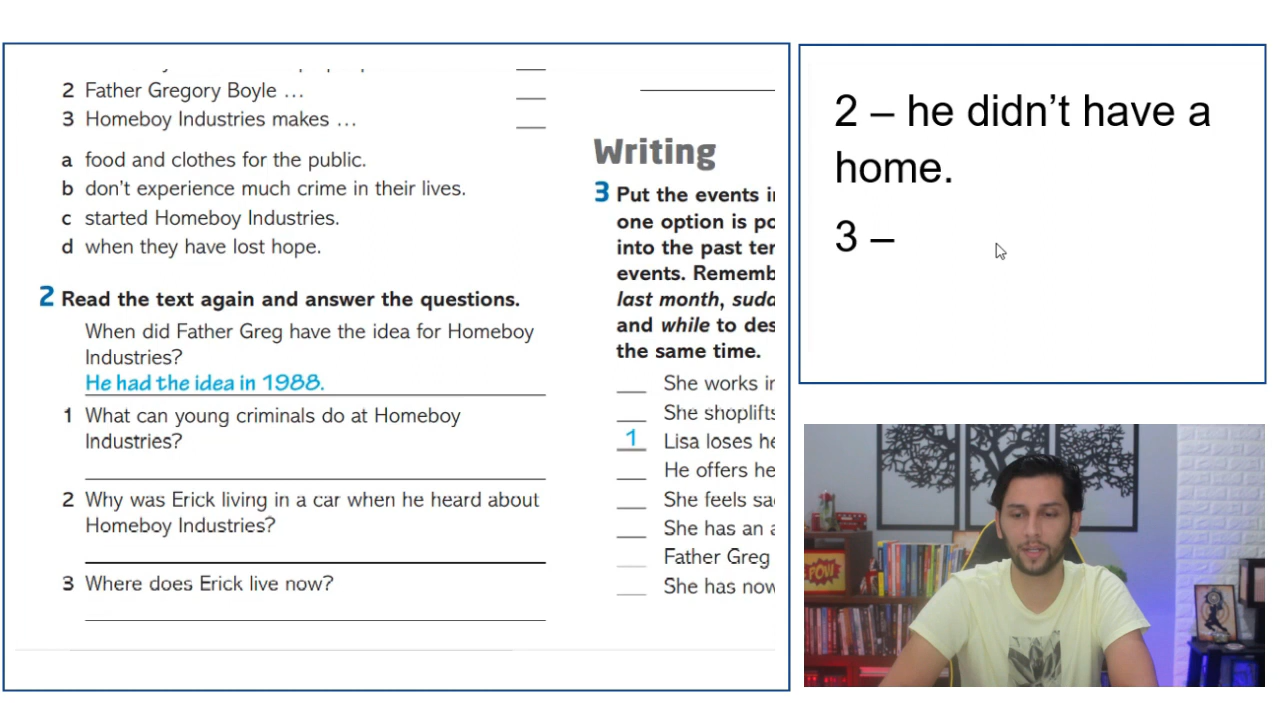 2 Father Gregory Boyle …
3 Homeboy Industries makes …
a food and clothes for the public.
b don't experience much crime in their lives.
c started Homeboy Industries.
d when they have lost hope.
2 Read the text again and answer the questions.
When did Father Greg have the idea for Homeboy
Industries?
He had the idea in 1988.
1 What can young criminals do at Homeboy
Industries?
2 Why was Erick living in a car when he heard about
Homeboy Industries?
3 Where does Erick live now?
Writing
3 Put the events i
one option is po
into the past ter
events. Rememb
last month, sudd
and while to des
the same time.
She works i
She shoplifts
1 Lisa loses he
He offers he
She feels sa
She has an a
Father Greg
She has now
2 – he didn't have a
home.
3 –
POW